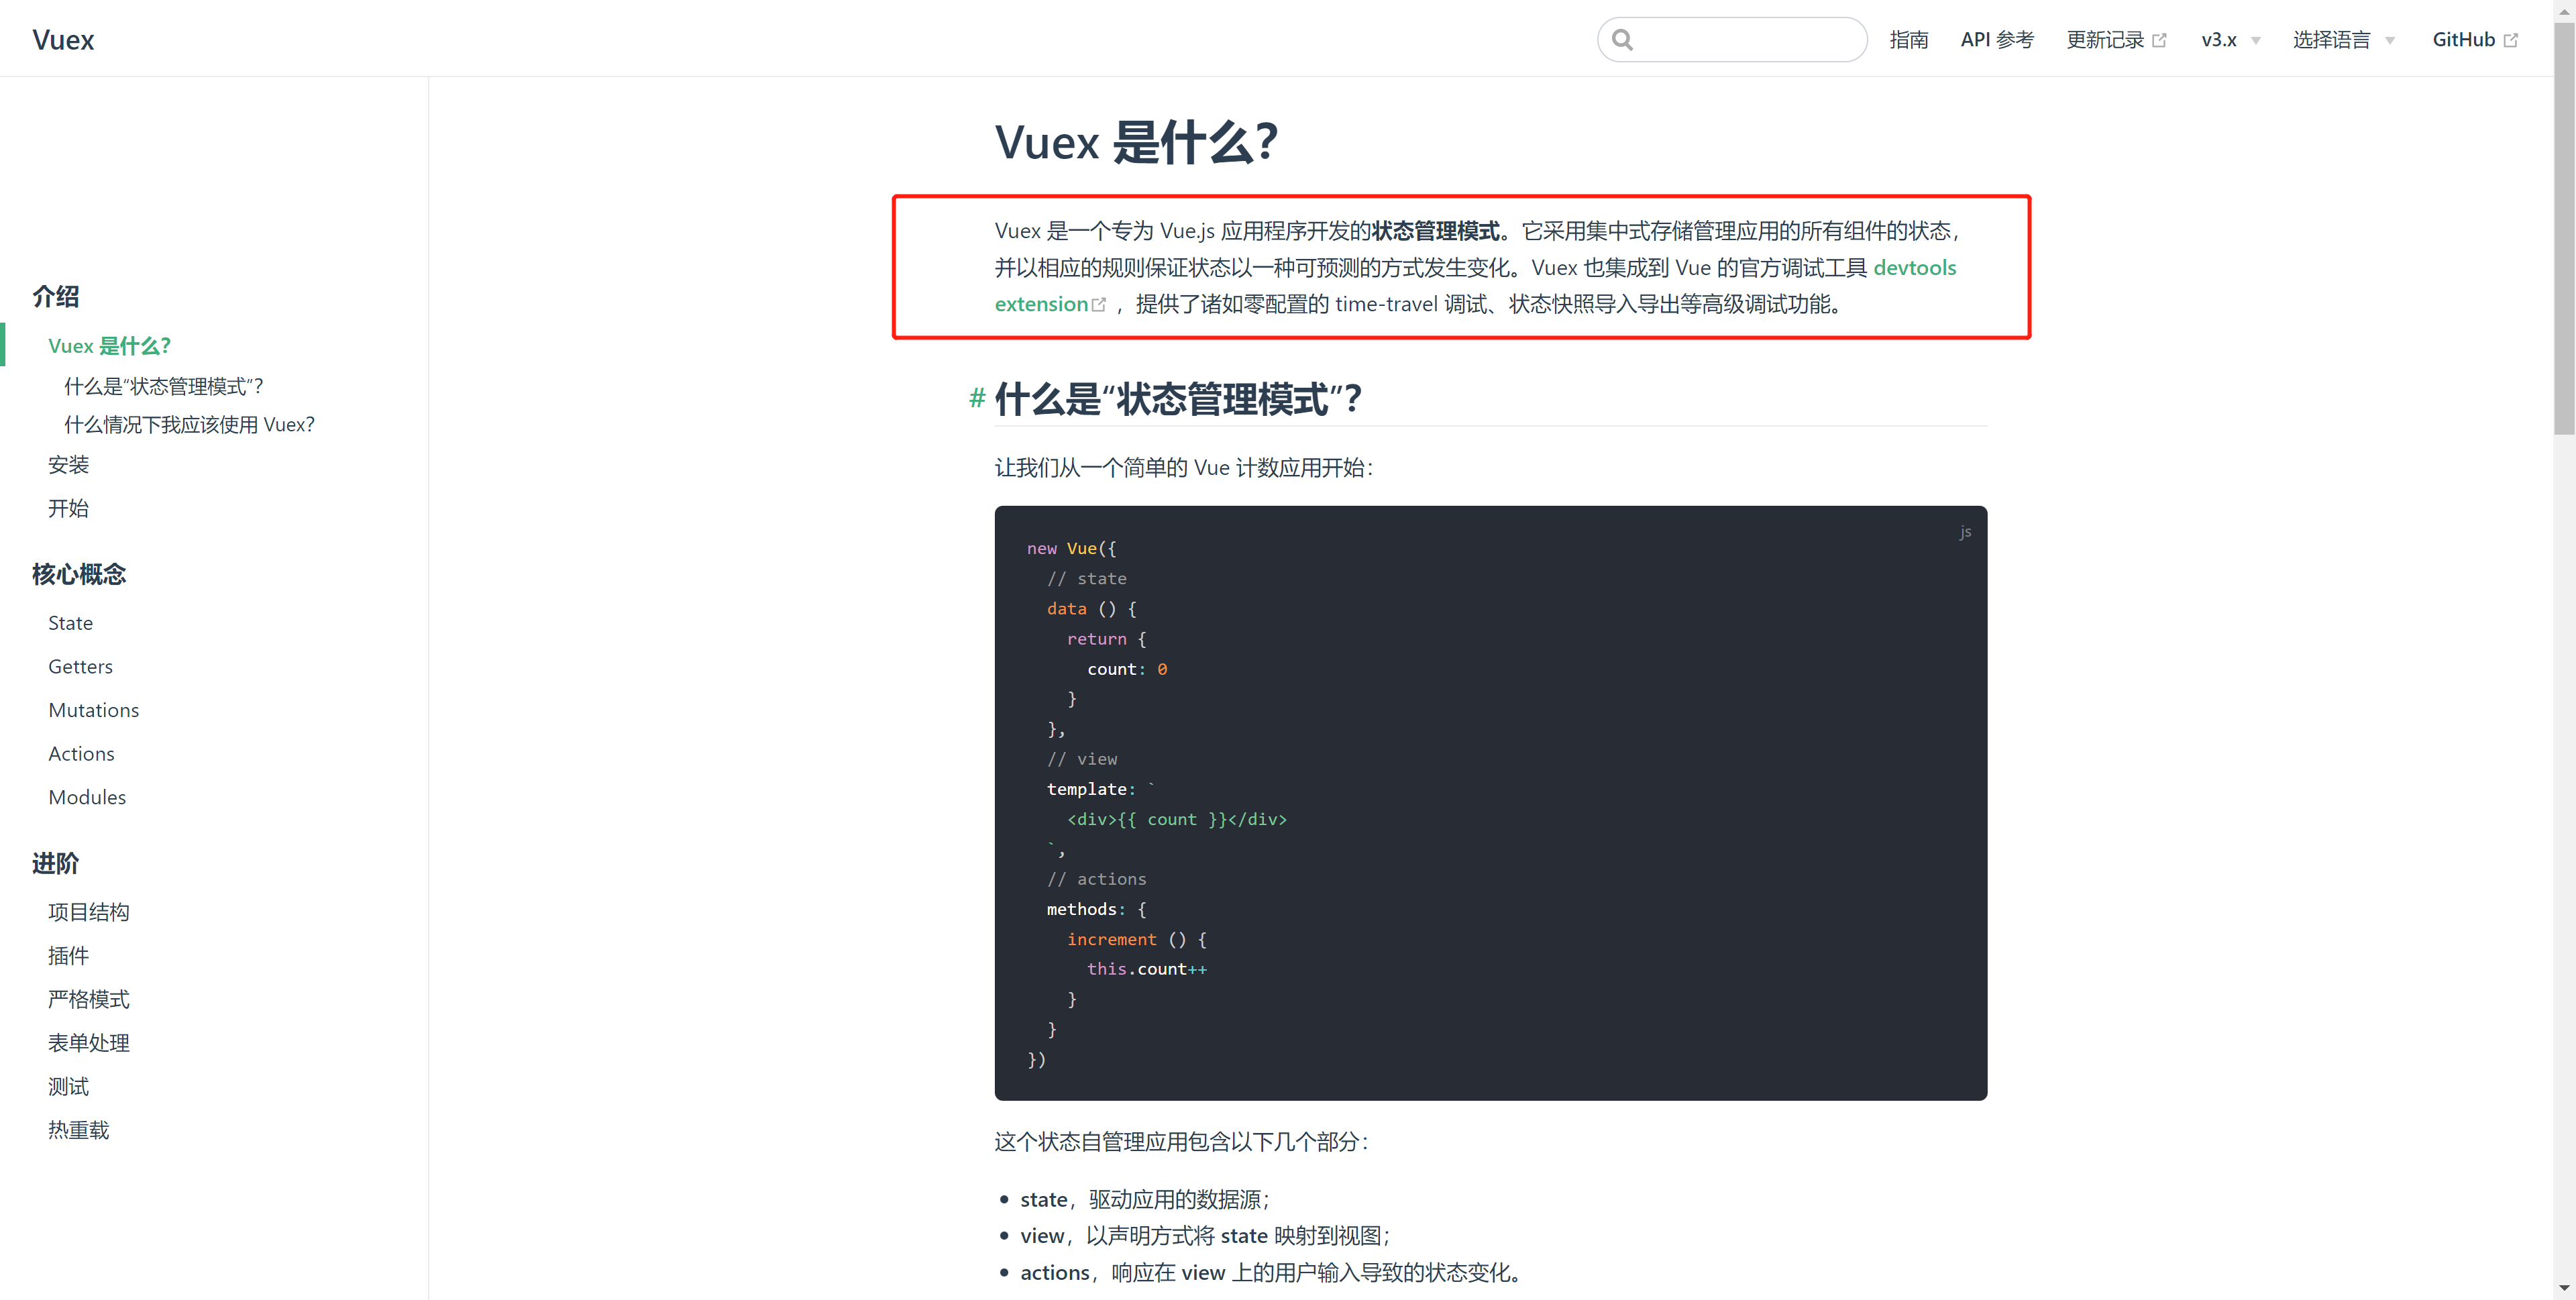 Vuex
指南
API 参考
更新记录
v3.x
选择语言
GitHub
介绍
Vuex 是什么？
什么是“状态管理模式”？
什么情况下我应该使用 Vuex？
安装
开始
核心概念
State
Getters
Mutations
Actions
Modules
进阶
项目结构
插件
严格模式
表单处理
测试
热重载
Vuex 是什么？
Vuex 是一个专为 Vue.js 应用程序开发的状态管理模式。它采用集中式存储管理应用的所有组件的状态，
并以相应的规则保证状态以一种可预测的方式发生变化。Vuex 也集成到 Vue 的官方调试工具 devtools
extension ，提供了诸如零配置的 time-travel 调试、状态快照导入导出等高级调试功能。
# 什么是“状态管理模式”？
让我们从一个简单的 Vue 计数应用开始：
js
new Vue({
  // state
  data () {
    return {
      count: 0
    }
  },
  // view
  template: `
    <div>{{ count }}</div>
  `,
  // actions
  methods: {
    increment () {
      this.count++
    }
  }
})
这个状态自管理应用包含以下几个部分：
• state，驱动应用的数据源；
• view，以声明方式将 state 映射到视图；
• actions，响应在 view 上的用户输入导致的状态变化。